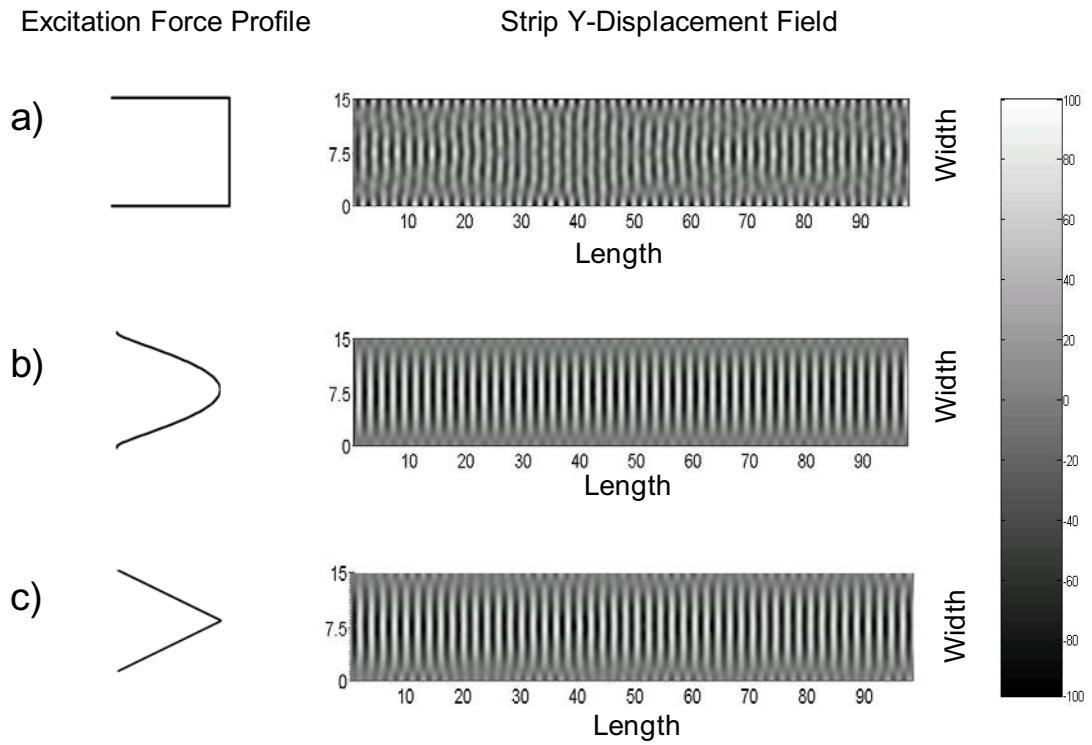 Excitation Force Profile
Strip Y-Displacement Field
a)
15
7.5
0
10 20 30 40 50 60 70 80 90
Length
Width
b)
15
7.5
0
10 20 30 40 50 60 70 80 90
Length
Width
c)
15
7.5
0
10 20 30 40 50 60 70 80 90
Length
Width
100
80
60
40
20
0
-20
-40
-60
-80
-100